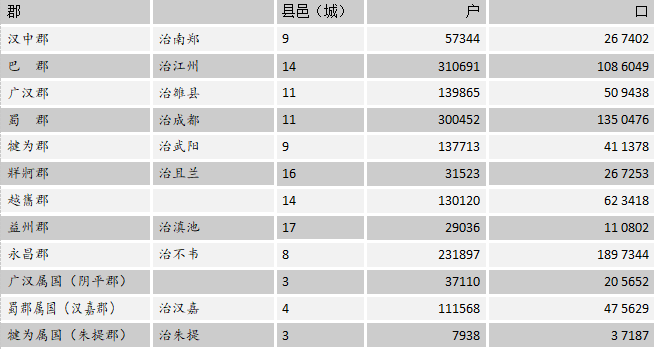 郡 县邑（城） 户 口
汉中郡 治南郑 9 57344 26 7402
巴 郡 治江州 14 310691 108 6049
广汉郡 治雒县 11 139865 50 9438
蜀 郡 治成都 11 300452 135 0476
犍为郡 治武阳 9 137713 41 1378
牂牁郡 治且兰 16 31523 26 7253
越嶲郡 14 130120 62 3418
益州郡 治滇池 17 29036 11 0802
永昌郡 治不韦 8 231897 189 7344
广汉属国（阴平郡） 3 37110 20 5652
蜀郡属国（汉嘉郡） 治汉嘉 4 111568 47 5629
犍为属国（朱提郡） 治朱提 3 7938 3 7187